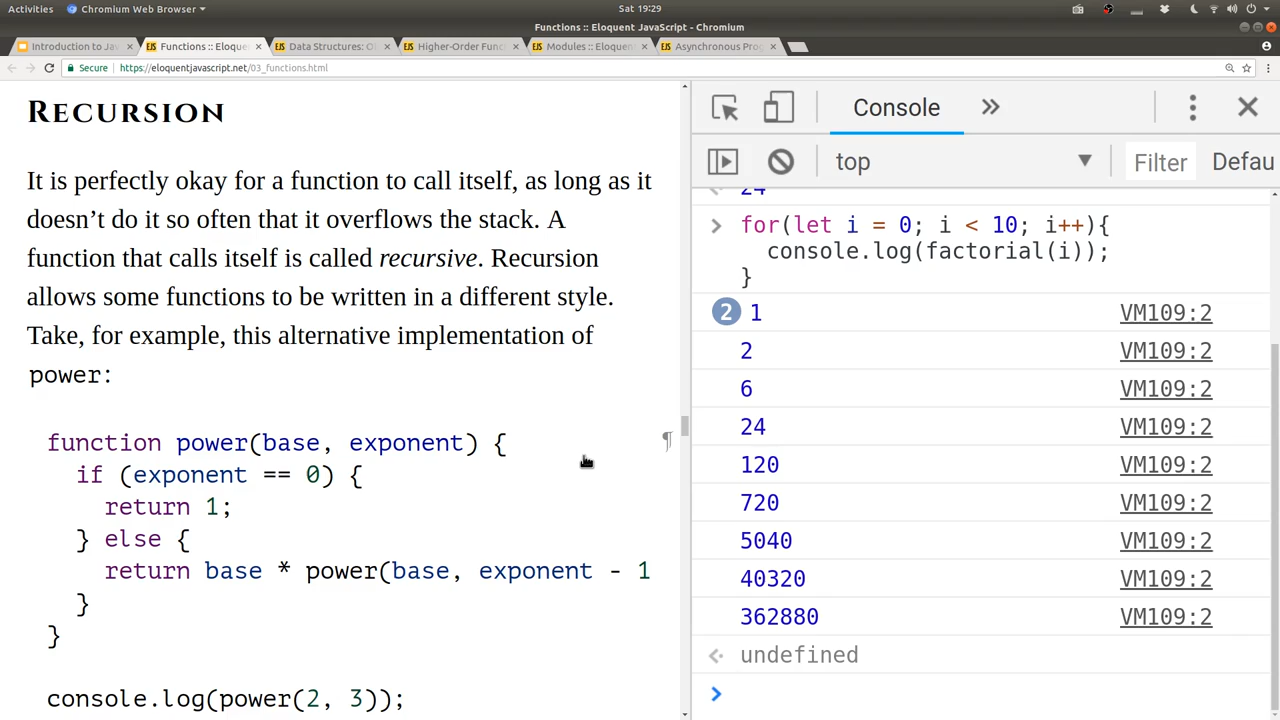 Activities Chromium Web Browser Sat 19:29
Functions :: Eloquent JavaScript - Chromium
Introduction to Jav Functions :: Eloque Data Structures: O Higher-Order Func Modules :: Eloquen Asynchronous Prog
Secure https://eloquentjavascript.net/03_functions.html
RECURSION
It is perfectly okay for a function to call itself, as long as it
doesn’t do it so often that it overflows the stack. A
function that calls itself is called recursive. Recursion
allows some functions to be written in a different style.
Take, for example, this alternative implementation of
power:
¶
function power(base, exponent) {
if (exponent == 0) {
return 1;
} else {
return base * power(base, exponent - 1
}
}
console.log(power(2, 3));
Console »
top Filter Defau
24
for(let i = 0; i < 10; i++){
console.log(factorial(i));
}
2 1 VM109:2
2 VM109:2
6 VM109:2
24 VM109:2
120 VM109:2
720 VM109:2
5040 VM109:2
40320 VM109:2
362880 VM109:2
undefined